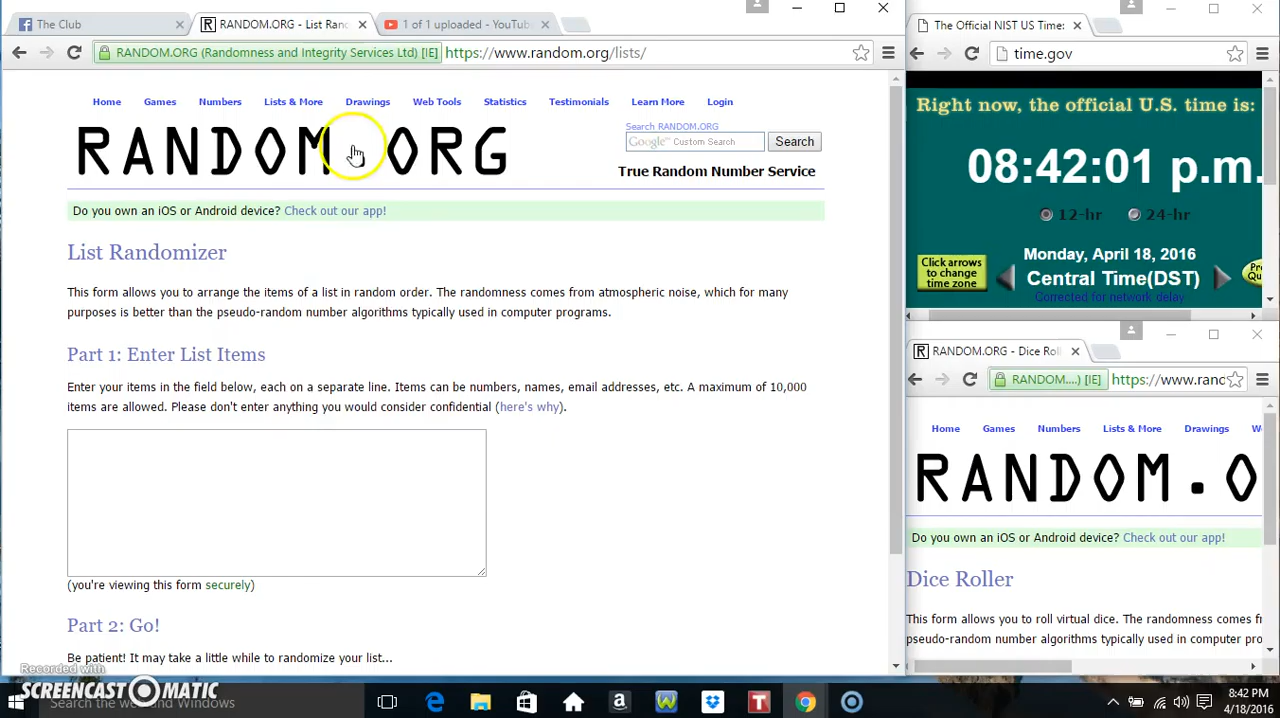 The Club
RANDOM.ORG - List Ran
1 of 1 uploaded - YouTub
RANDOM.ORG (Randomness and Integrity Services Ltd) [IE]
https://www.random.org/lists/
Home Games Numbers Lists & More Drawings Web Tools Statistics Testimonials Learn More Login
RANDOM.ORG
Search RANDOM.ORG
Google™ Custom Search
Search
True Random Number Service
Do you own an iOS or Android device? Check out our app!
List Randomizer
This form allows you to arrange the items of a list in random order. The randomness comes from atmospheric noise, which for many
purposes is better than the pseudo-random number algorithms typically used in computer programs.
Part 1: Enter List Items
Enter your items in the field below, each on a separate line. Items can be numbers, names, email addresses, etc. A maximum of 10,000
items are allowed. Please don't enter anything you would consider confidential (here's why).
(you're viewing this form securely)
Part 2: Go!
Be patient! It may take a little while to randomize your list...
The Official NIST US Time:
time.gov
Right now, the official U.S. time is:
08:42:01 p.m.
12-hr 24-hr
Click arrows
to change
time zone
Monday, April 18, 2016
Central Time(DST)
Corrected for network delay
RANDOM.ORG - Dice Rol
RANDOM....) [IE]
https://www.ranc
Home Games Numbers Lists & More Drawings
RANDOM.O
Do you own an iOS or Android device? Check out our app!
Dice Roller
This form allows you to roll virtual dice. The randomness comes f
pseudo-random number algorithms typically used in computer pro
Recorded with
SCREENCAST-O-MATIC
Search the web and Windows
8:42 PM
4/18/2016